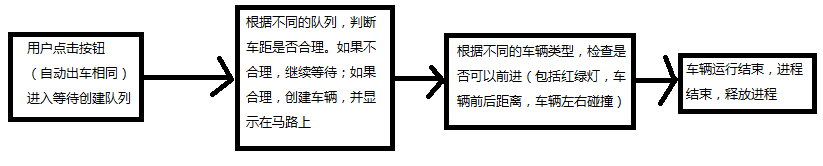 用户点击按钮
（自动出车相同）
进入等待创建队列
根据不同的队列，判断
车距是否合理。如果不
合理，继续等待；如果
合理，创建车辆，并显
示在马路上
根据不同的车辆类型，检查是
否可以前进（包括红绿灯，车
辆前后距离，车辆左右碰撞）
车辆运行结束，进程
结束，释放进程